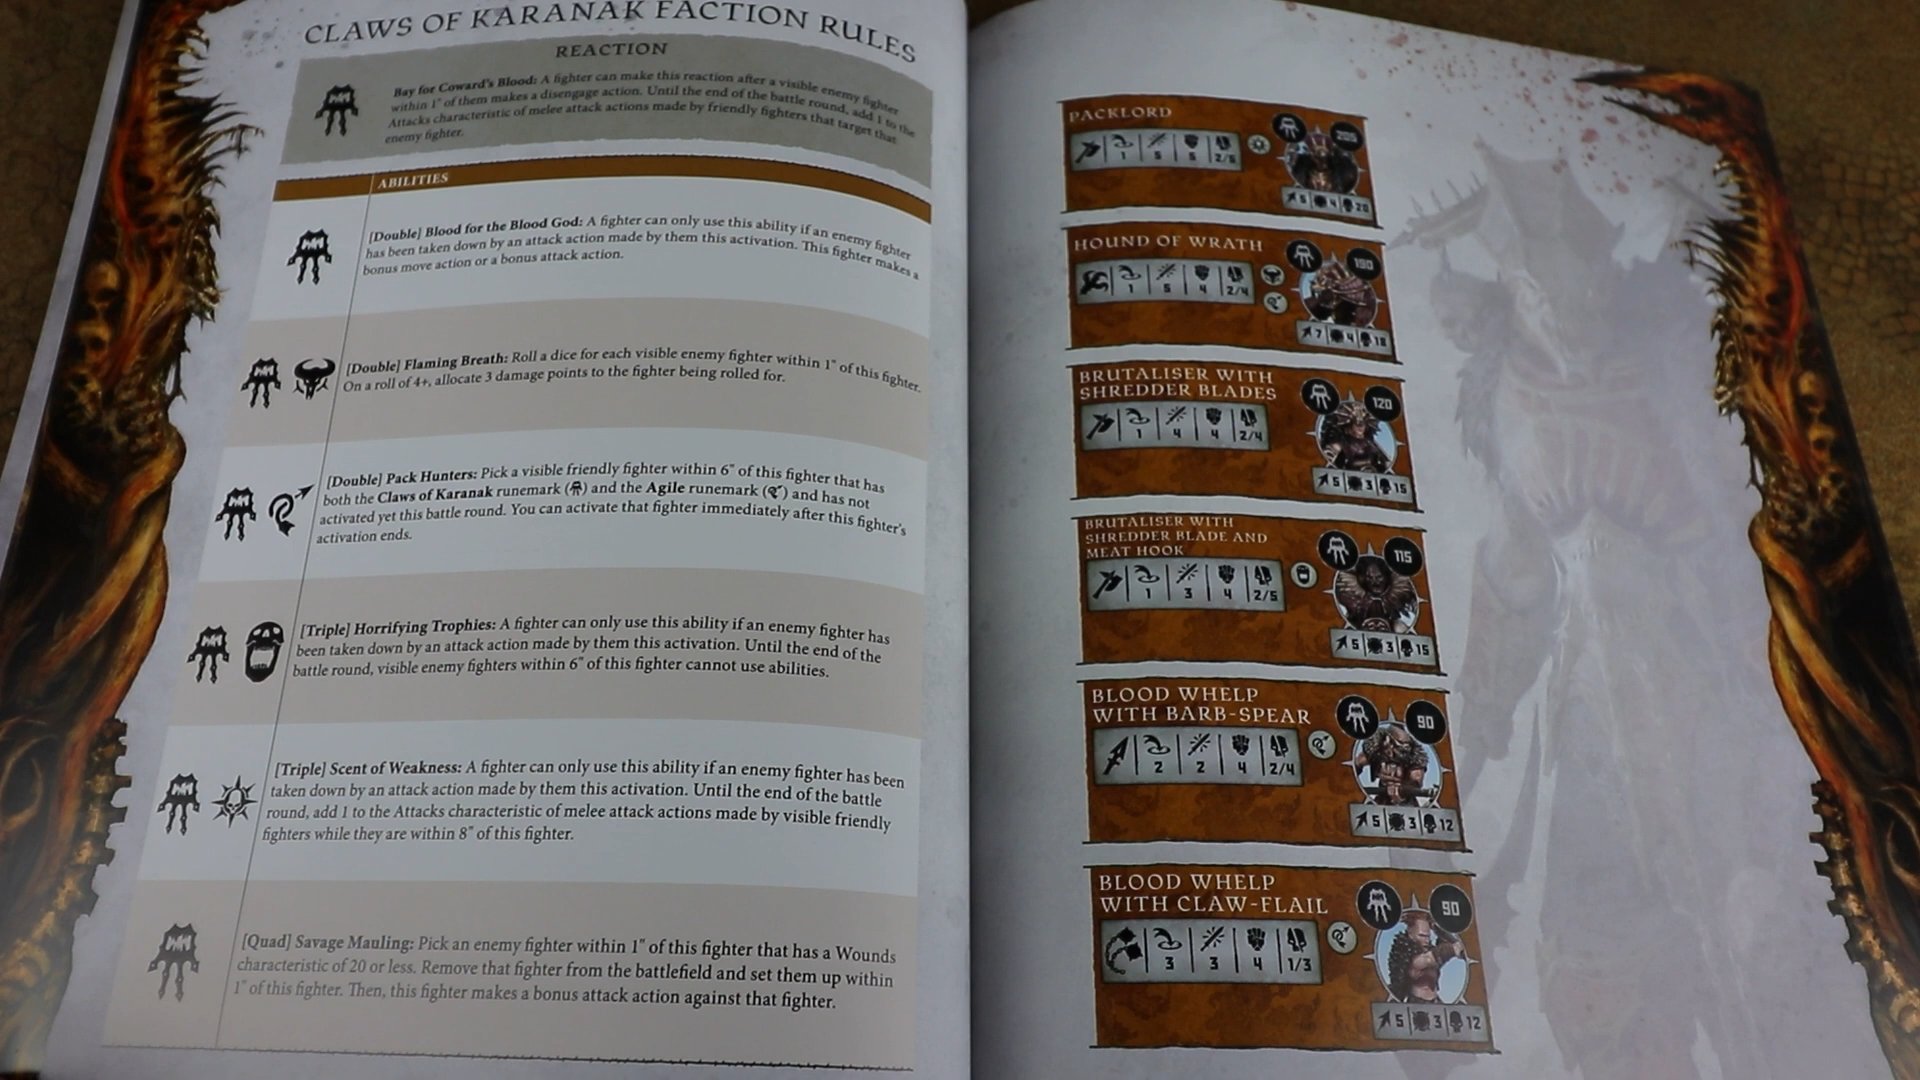 CLAWS OF KARANAK FACTION RULES
REACTION
Bay for Coward's Blood: A fighter can make this reaction after a visible enemy fighter
within 1" of them makes a disengage action. Until the end of the battle round, add 1 to the
Attacks characteristic of melee attack actions made by friendly fighters that target that
enemy fighter.
ABILITIES
[Double] Blood for the Blood God: A fighter can only use this ability if an enemy fighter
has been taken down by an attack action made by them this activation. This fighter makes a
bonus move action or a bonus attack action.
[Double] Flaming Breath: Roll a dice for each visible enemy fighter within 1" of this fighter.
On a roll of 4+, allocate 3 damage points to the fighter being rolled for.
[Double] Pack Hunters: Pick a visible friendly fighter within 6" of this fighter that has
both the Claws of Karanak runemark ( ) and the Agile runemark ( ) and has not
activated yet this battle round. You can activate that fighter immediately after this fighter's
activation ends.
[Triple] Horrifying Trophies: A fighter can only use this ability if an enemy fighter has
been taken down by an attack action made by them this activation. Until the end of the
battle round, visible enemy fighters within 6" of this fighter cannot use abilities.
[Triple] Scent of Weakness: A fighter can only use this ability if an enemy fighter has been
taken down by an attack action made by them this activation. Until the end of the battle
round, add 1 to the Attacks characteristic of melee attack actions made by visible friendly
fighters while they are within 8" of this fighter.
[Quad] Savage Mauling: Pick an enemy fighter within 1" of this fighter that has a Wounds
characteristic of 20 or less. Remove that fighter from the battlefield and set them up within
1" of this fighter. Then, this fighter makes a bonus attack action against that fighter.
PACKLORD
1 5 5
5 4 20
HOUND OF WRATH
190
1 5 4 2/4
7 4 18
BRUTALISER WITH
SHREDDER BLADES
120
1 4 4 2/4
5 3 15
BRUTALISER WITH
SHREDDER BLADE AND
MEAT HOOK
115
1 3 4 2/5
5 3 15
BLOOD WHELP
WITH BARB-SPEAR
90
2 2 4 2/4
5 3 12
BLOOD WHELP
WITH CLAW-FLAIL
90
3 3 4 1/3
5 3 12